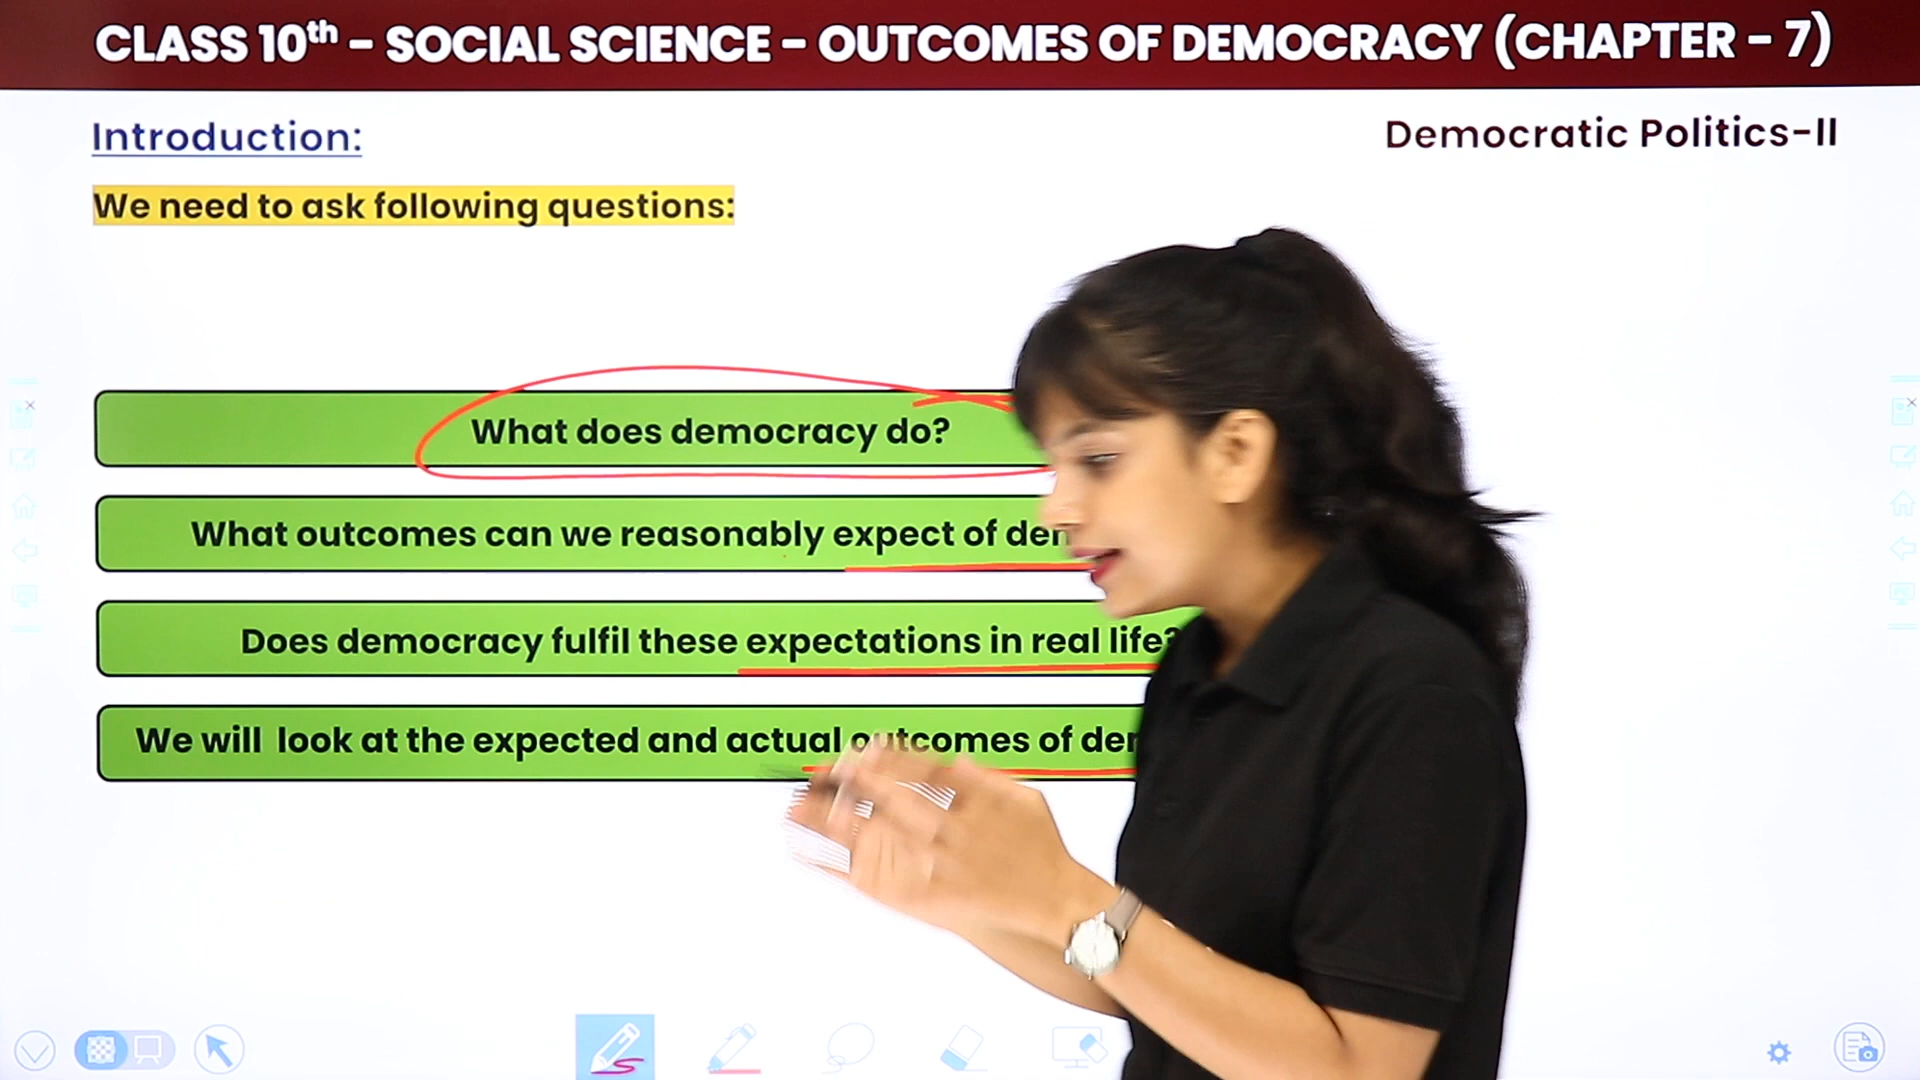 CLASS 10th - SOCIAL SCIENCE - OUTCOMES OF DEMOCRACY (CHAPTER - 7)
Introduction:
Democratic Politics-II
We need to ask following questions:
What does democracy do?
What outcomes can we reasonably expect of
Does democracy fulfil these expectations in real life?
We will look at the expected and actual outcomes of